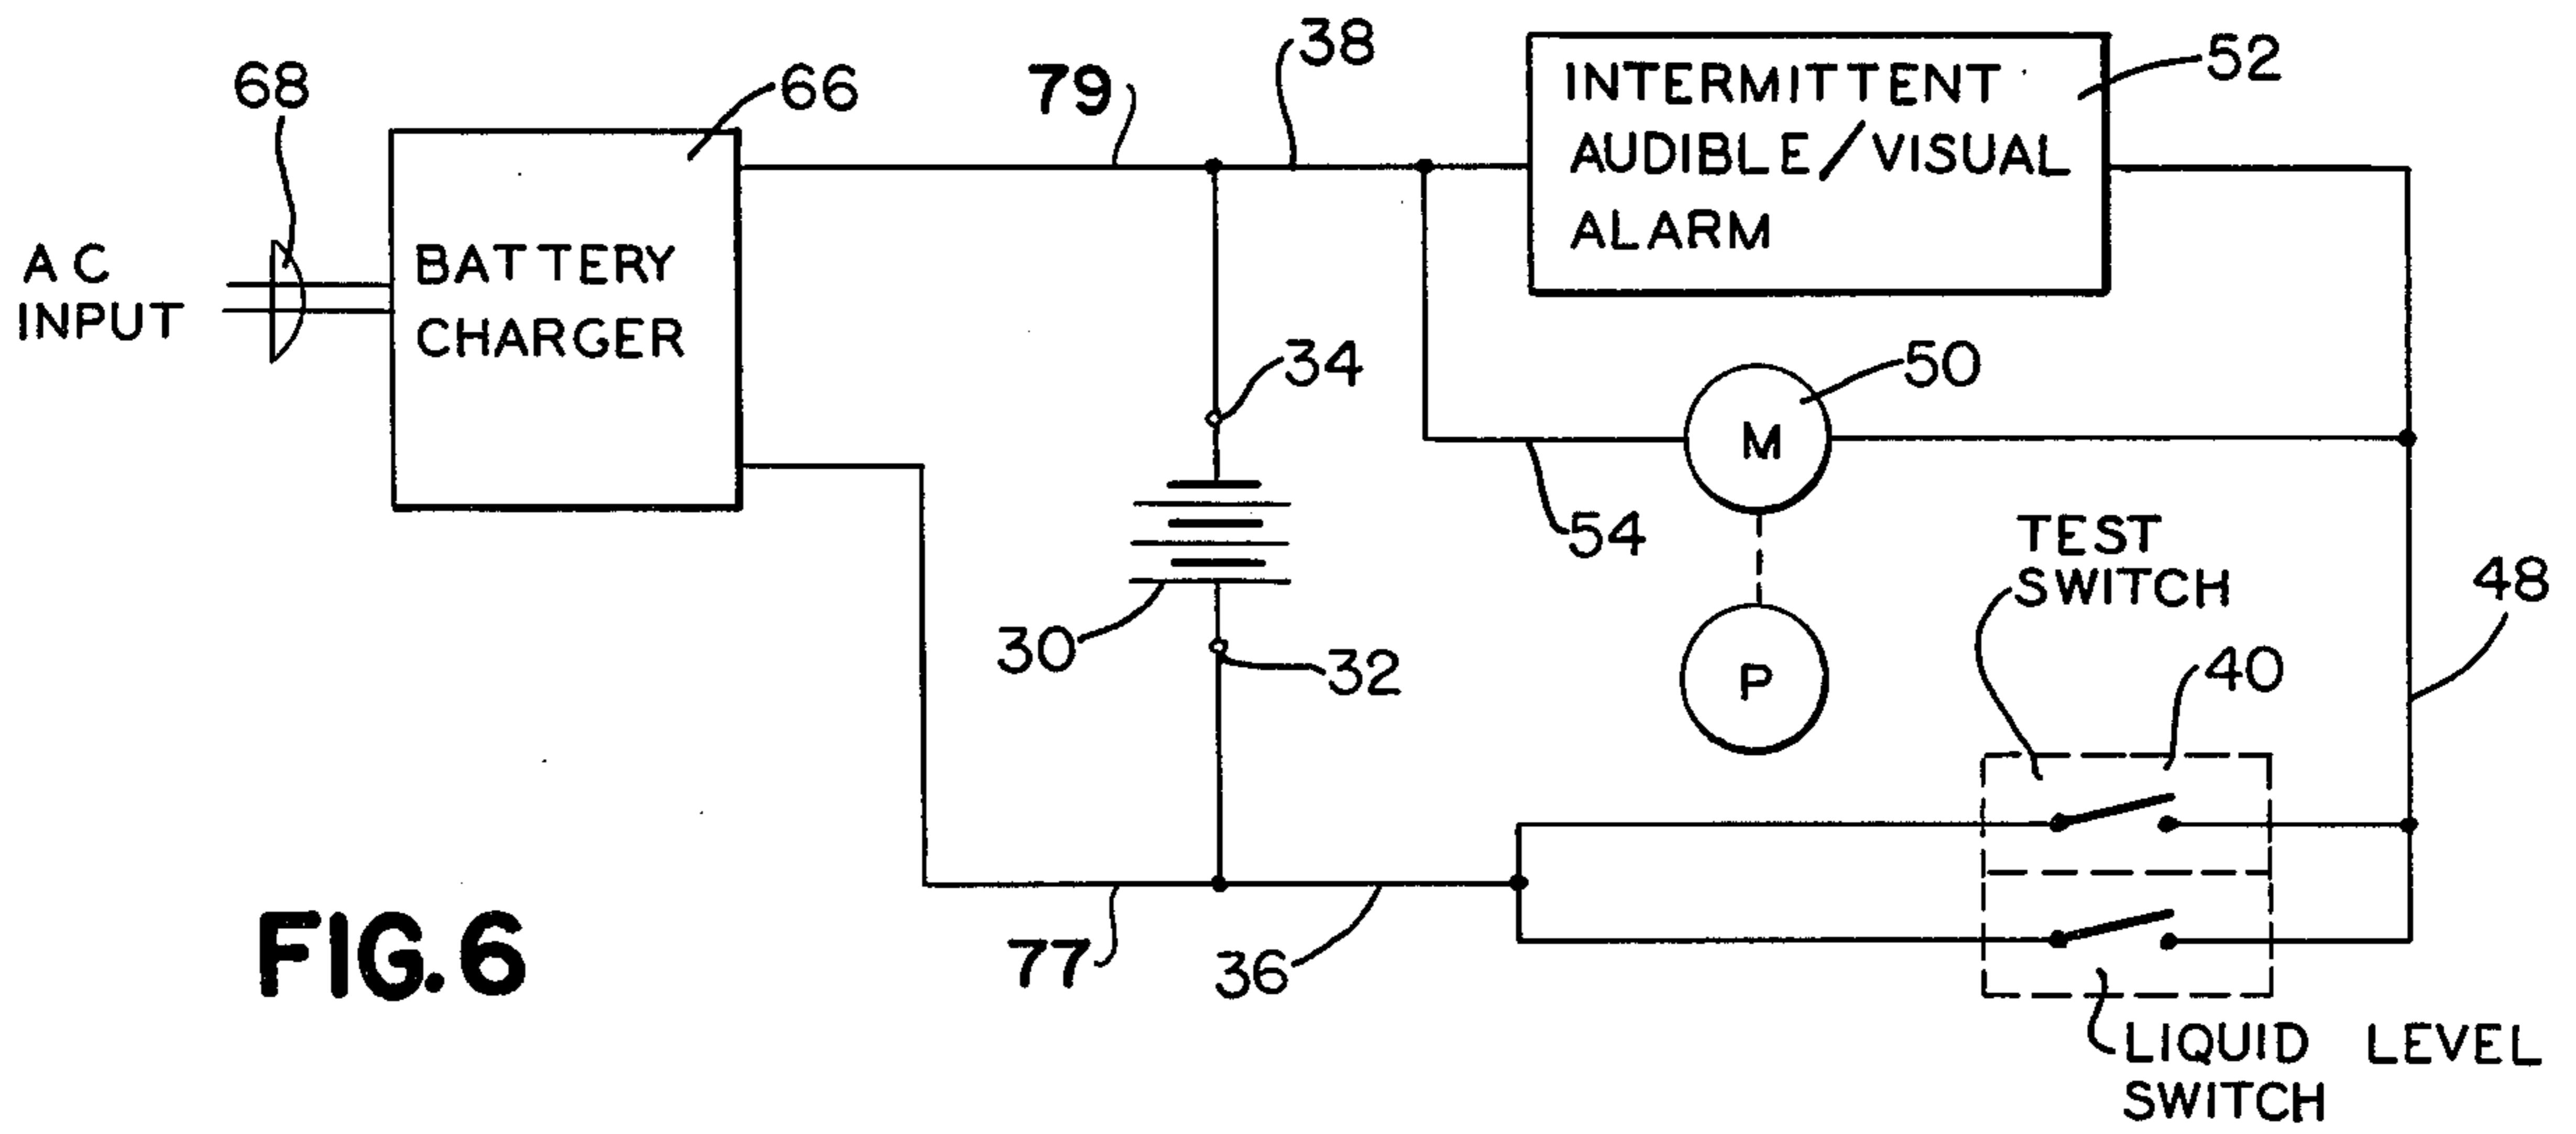 38
52
INTERMITTENT
AUDIBLE/VISUAL
ALARM
68
66
79
AC
INPUT
BATTERY
CHARGER
34
50
M
54
TEST
SWITCH
48
30
32
P
40
FIG.6
77
36
LIQUID LEVEL
SWITCH